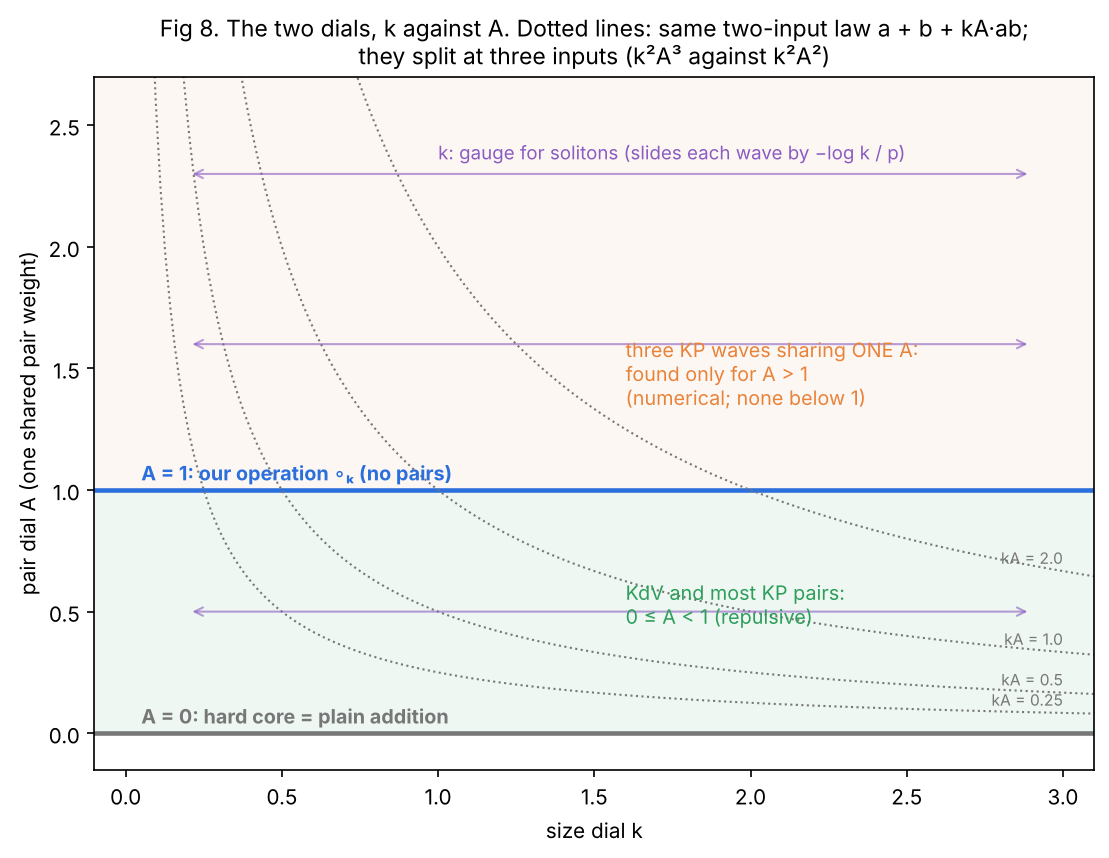 Fig 8. The two dials, k against A. Dotted lines: same two-input law a + b + kA·ab;
they split at three inputs (k²A³ against k²A²)
pair dial A (one shared pair weight)
2.5
2.0
1.5
1.0
0.5
0.0
k: gauge for solitons (slides each wave by −log k / p)
three KP waves sharing ONE A:
found only for A > 1
(numerical; none below 1)
A = 1: our operation ∘ₖ (no pairs)
kA = 2.0
KdV and most KP pairs:
0 ≤ A < 1 (repulsive)
kA = 1.0
kA = 0.5
kA = 0.25
A = 0: hard core = plain addition
0.0 0.5 1.0 1.5 2.0 2.5 3.0
size dial k